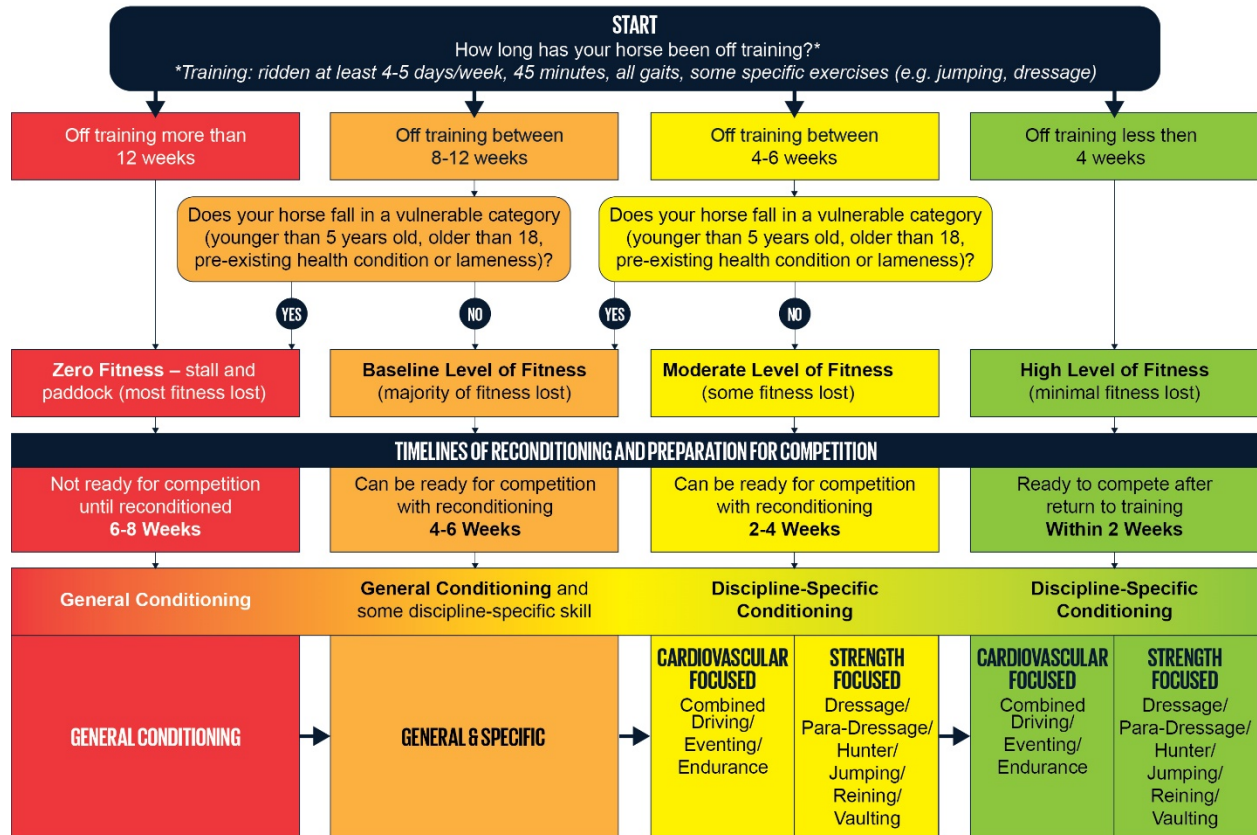 START
How long has your horse been off training?*
*Training: ridden at least 4-5 days/week, 45 minutes, all gaits, some specific exercises (e.g. jumping, dressage)
Off training more than
12 weeks
Off training between
8-12 weeks
Off training between
4-6 weeks
Off training less then
4 weeks
Does your horse fall in a vulnerable category
(younger than 5 years old, older than 18,
pre-existing health condition or lameness)?
Does your horse fall in a vulnerable category
(younger than 5 years old, older than 18,
pre-existing health condition or lameness)?
YES
NO
YES
NO
Zero Fitness – stall and
paddock (most fitness lost)
Baseline Level of Fitness
(majority of fitness lost)
Moderate Level of Fitness
(some fitness lost)
High Level of Fitness
(minimal fitness lost)
TIMELINES OF RECONDITIONING AND PREPARATION FOR COMPETITION
Not ready for competition
until reconditioned
6-8 Weeks
Can be ready for competition
with reconditioning
4-6 Weeks
Can be ready for competition
with reconditioning
2-4 Weeks
Ready to compete after
return to training
Within 2 Weeks
General Conditioning
General Conditioning and
some discipline-specific skill
Discipline-Specific
Conditioning
Discipline-Specific
Conditioning
GENERAL CONDITIONING
GENERAL & SPECIFIC
CARDIOVASCULAR
FOCUSED
Combined
Driving/
Eventing/
Endurance
STRENGTH
FOCUSED
Dressage/
Para-Dressage/
Hunter/
Jumping/
Reining/
Vaulting
CARDIOVASCULAR
FOCUSED
Combined
Driving/
Eventing/
Endurance
STRENGTH
FOCUSED
Dressage/
Para-Dressage/
Hunter/
Jumping/
Reining/
Vaulting